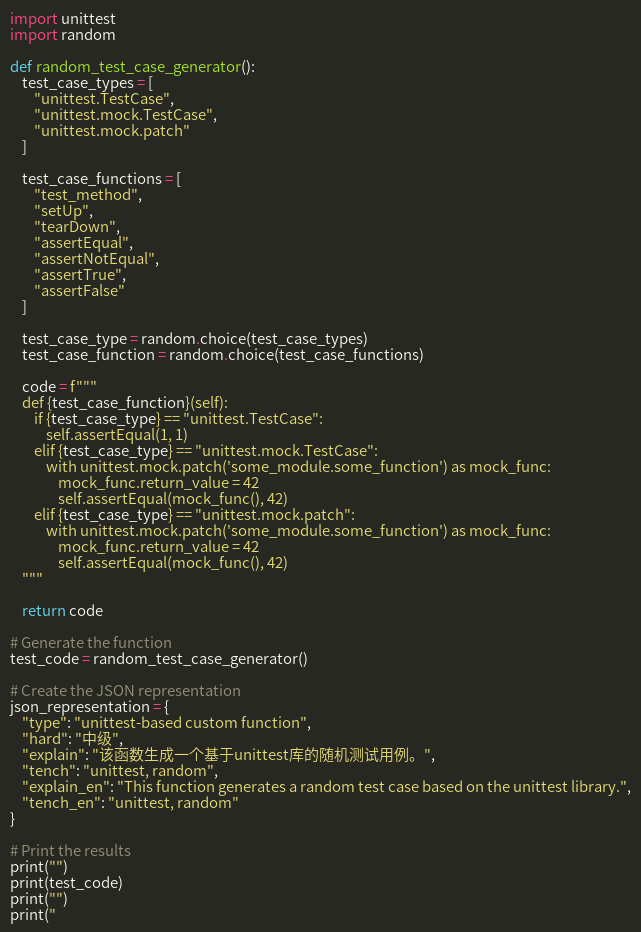 import unittest
import random

def random_test_case_generator():
    test_case_types = [
        "unittest.TestCase",
        "unittest.mock.TestCase",
        "unittest.mock.patch"
    ]

    test_case_functions = [
        "test_method",
        "setUp",
        "tearDown",
        "assertEqual",
        "assertNotEqual",
        "assertTrue",
        "assertFalse"
    ]

    test_case_type = random.choice(test_case_types)
    test_case_function = random.choice(test_case_functions)

    code = f"""
    def {test_case_function}(self):
        if {test_case_type} == "unittest.TestCase":
            self.assertEqual(1, 1)
        elif {test_case_type} == "unittest.mock.TestCase":
            with unittest.mock.patch('some_module.some_function') as mock_func:
                mock_func.return_value = 42
                self.assertEqual(mock_func(), 42)
        elif {test_case_type} == "unittest.mock.patch":
            with unittest.mock.patch('some_module.some_function') as mock_func:
                mock_func.return_value = 42
                self.assertEqual(mock_func(), 42)
    """

    return code

# Generate the function
test_code = random_test_case_generator()

# Create the JSON representation
json_representation = {
    "type": "unittest-based custom function",
    "hard": "中级",
    "explain": "该函数生成一个基于unittest库的随机测试用例。",
    "tench": "unittest, random",
    "explain_en": "This function generates a random test case based on the unittest library.",
    "tench_en": "unittest, random"
}

# Print the results
print("")
print(test_code)
print("")
print("